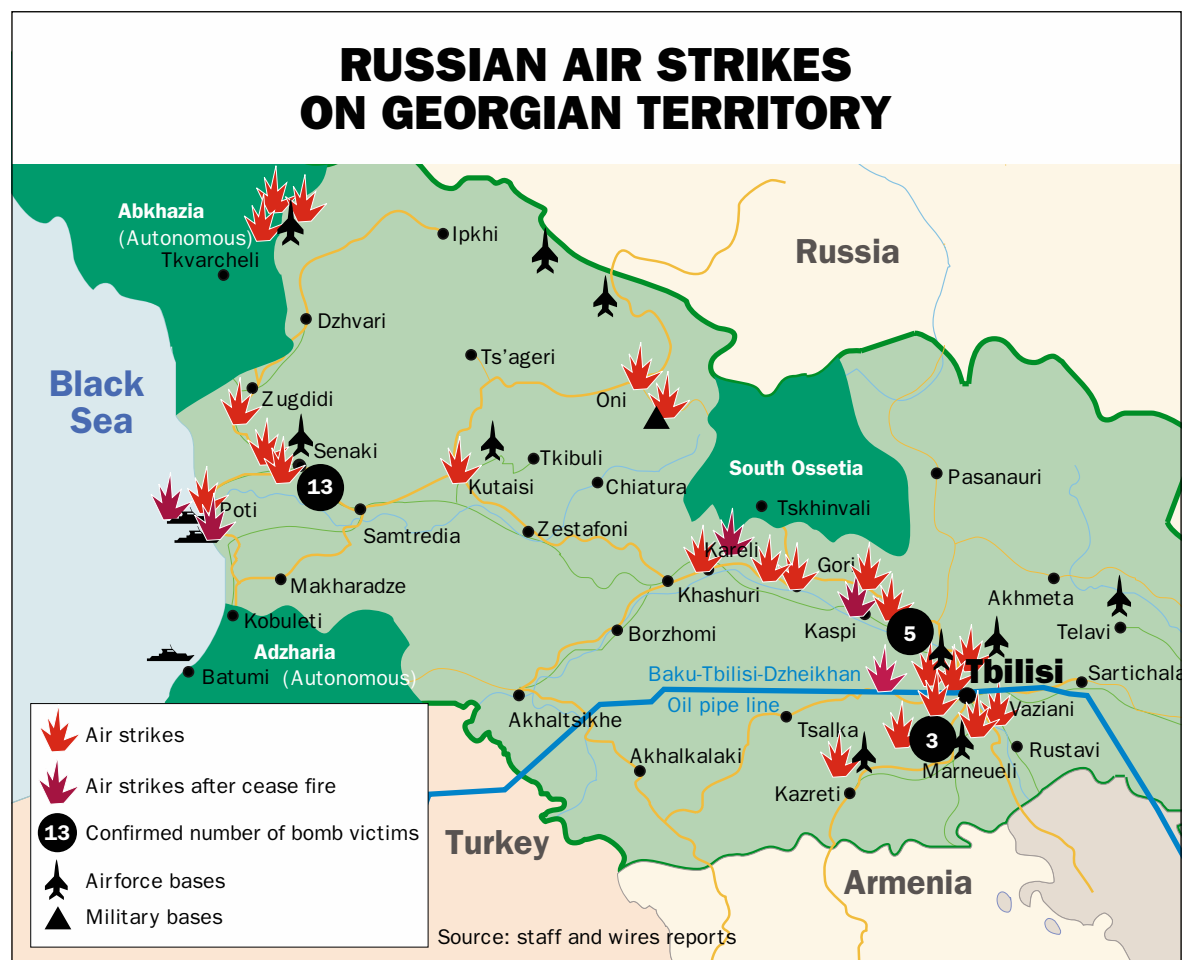 RUSSIAN AIR STRIKES
ON GEORGIAN TERRITORY
Abkhazia
(Autonomous)
Tkvarcheli
Ipkhi
Russia
Dzhvari
Black
Sea
Ts'ageri
Zugdidi
Oni
Senaki
13
Tkibuli
Kutaisi
Chiatura
South Ossetia
Tskhinvali
Pasanauri
Poti
Samtredia
Zestafoni
Kareli
Gori
Makharadze
Khashuri
Akhmeta
Kobuleti
Borzhomi
Kaspi
5
Telavi
Adzharia
(Autonomous)
Batumi
Baku-Tbilisi-Dzheikhan
Oil pipe line
Tbilisi
Sartichala
Akhaltsikhe
Tsalka
Vaziani
3
Rustavi
Akhalkalaki
Marneueli
Kazreti
Turkey
Armenia
Air strikes
Air strikes after cease fire
13 Confirmed number of bomb victims
Airforce bases
Military bases
Source: staff and wires reports